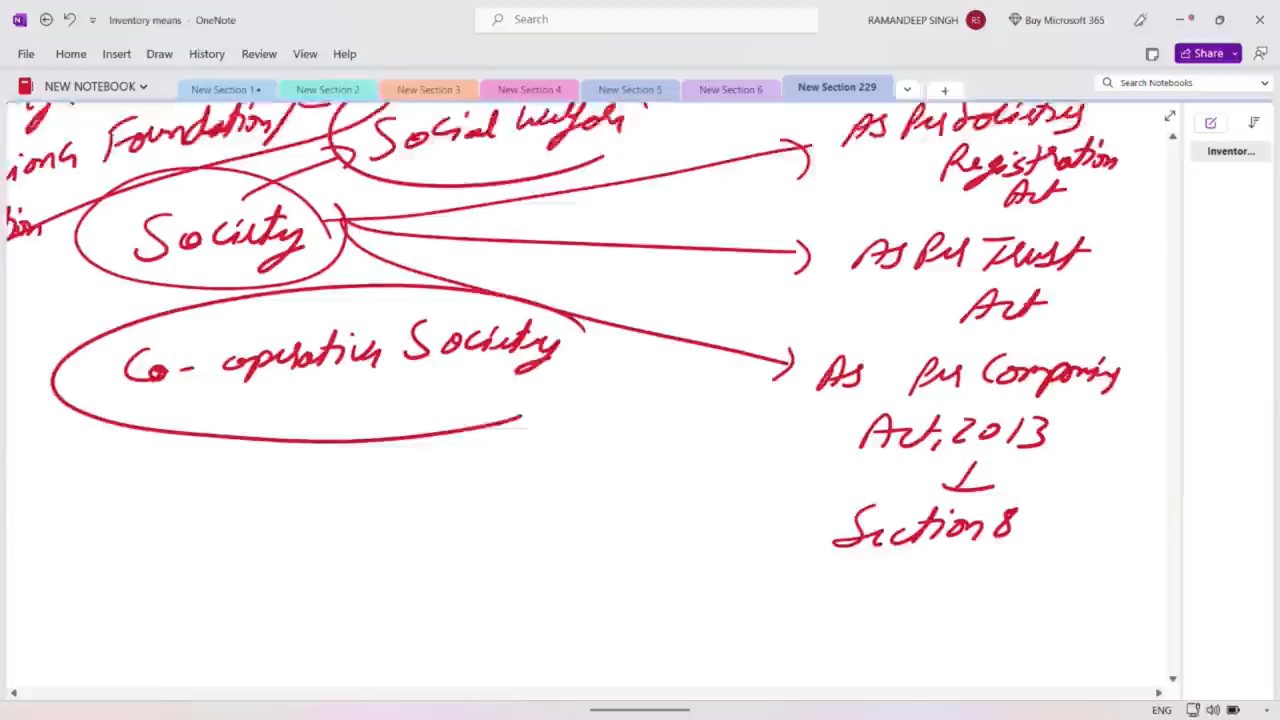 Inventory means - OneNote
Search
RAMANDEEP SINGH
RS
Buy Microsoft 365
File Home Insert Draw History Review View Help
Share
NEW NOTEBOOK
New Section 1 New Section 2 New Section 3 New Section 4 New Section 5 New Section 6 New Section 229
Search Notebooks
Inventor...
Foundation/
Social
As Per Society
Registration
Act
Society
As Per Trust
Act
Co-operative Society
As Per Company
Act, 2013
Section 8
ENG